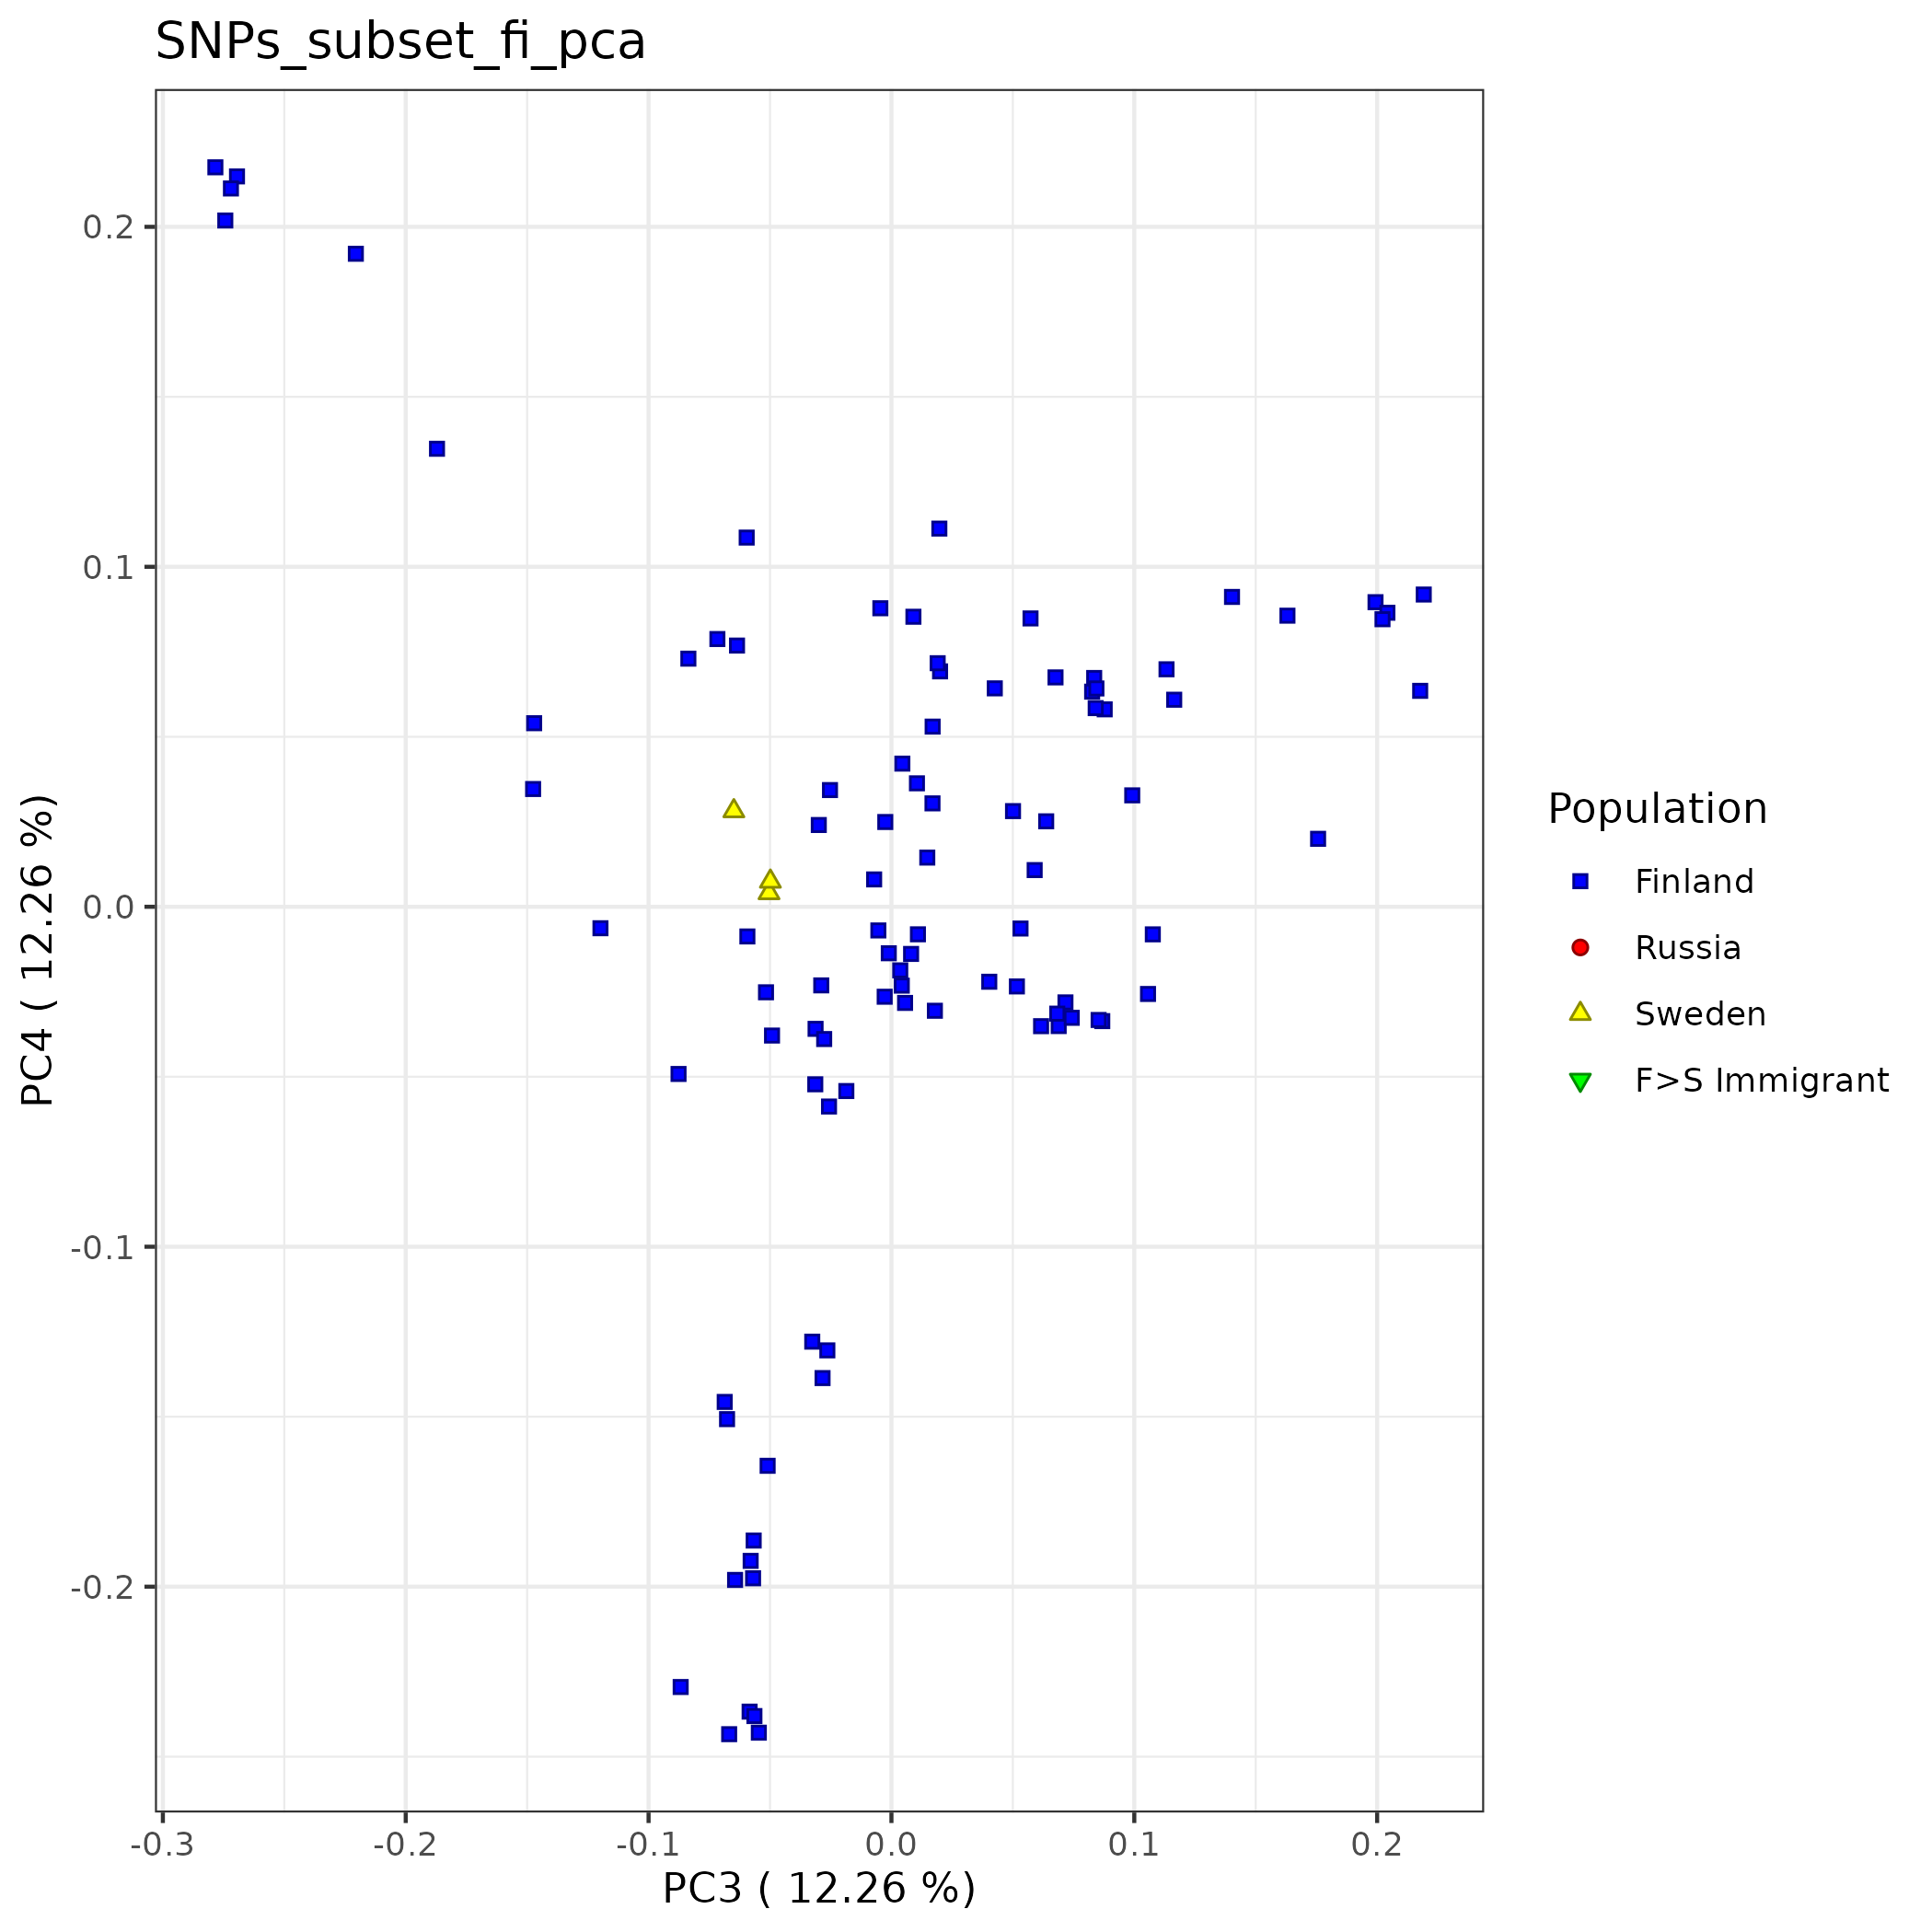 SNPs_subset_fi_pca
PC4 ( 12.26 %)
0.2
0.1
0.0
-0.1
-0.2
-0.3
-0.2
-0.1
0.0
0.1
0.2
PC3 ( 12.26 %)
Population
Finland
Russia
Sweden
F>S Immigrant